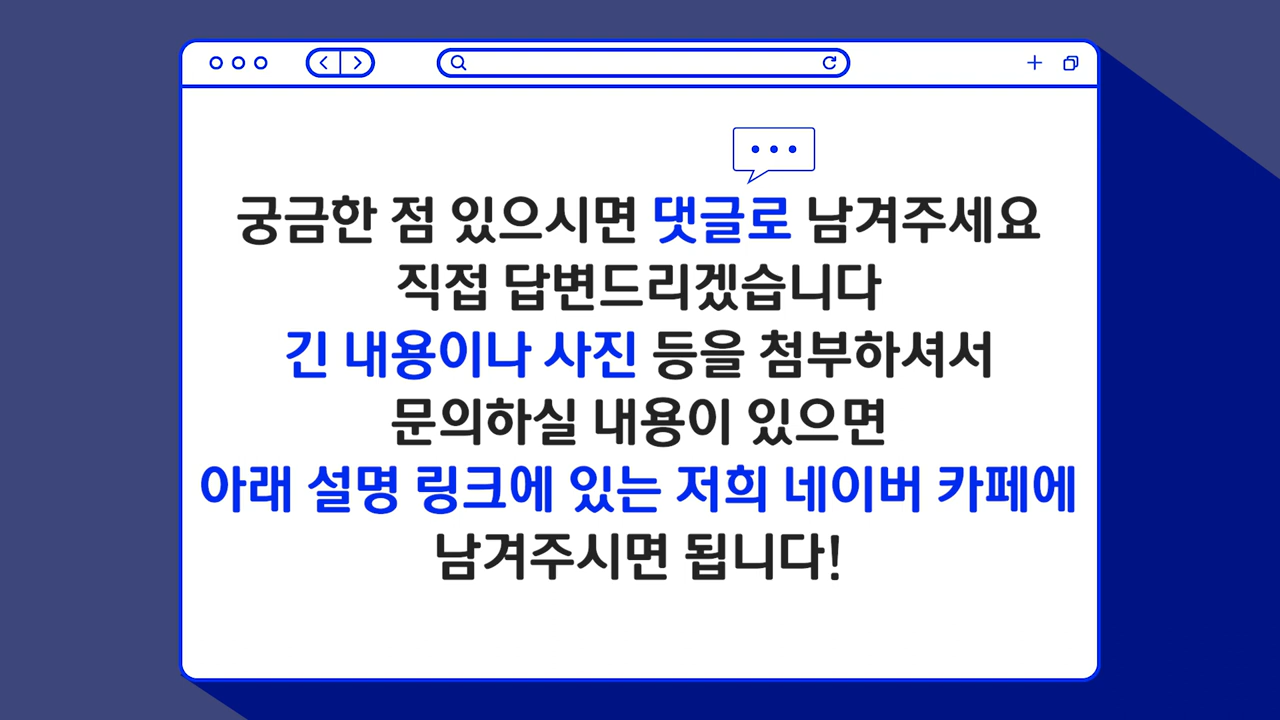 궁금한 점 있으시면 댓글로 남겨주세요
직접 답변드리겠습니다
긴 내용이나 사진 등을 첨부하셔서
문의하실 내용이 있으면
아래 설명 링크에 있는 저희 네이버 카페에
남겨주시면 됩니다!